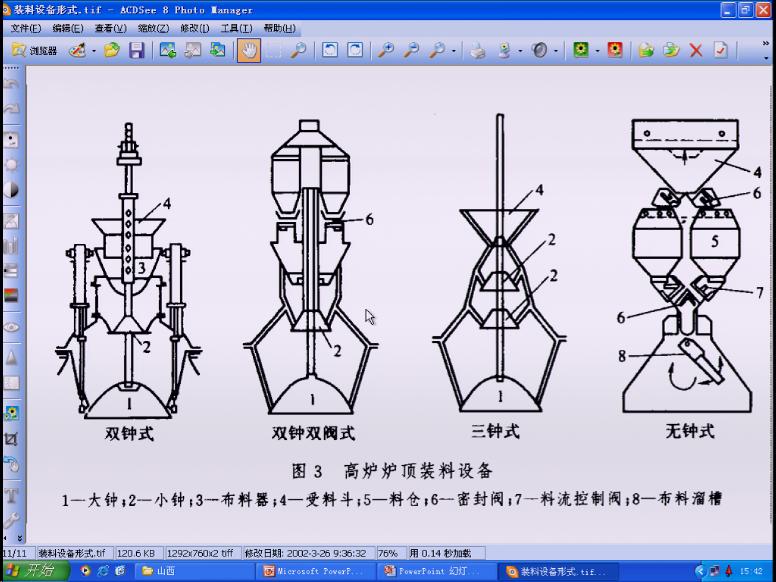 装料设备形式.tif - ACDSee 8 Photo Manager
文件(F) 编辑(E) 查看(V) 缩放(Z) 修改(I) 工具(T) 帮助(H)
浏览器
4
3
2
1
双钟式
6
2
1
双钟双阀式
4
2
2
1
三钟式
4
6
5
7
6
8
无钟式
图 3 高炉炉顶装料设备
1—大钟;2—小钟;3—布料器;4—受料斗;5—料仓;6—密封阀;7—料流控制阀;8—布料溜槽
11/11 装料设备形式.tif 120.6 KB 1292x760x2 tiff 修改日期: 2002-3-26 9:36:32 76% 用 0.14 秒加载
开始 山西 Microsoft PowerP... PowerPoint 幻灯... 装料设备形式.tif... 15:42